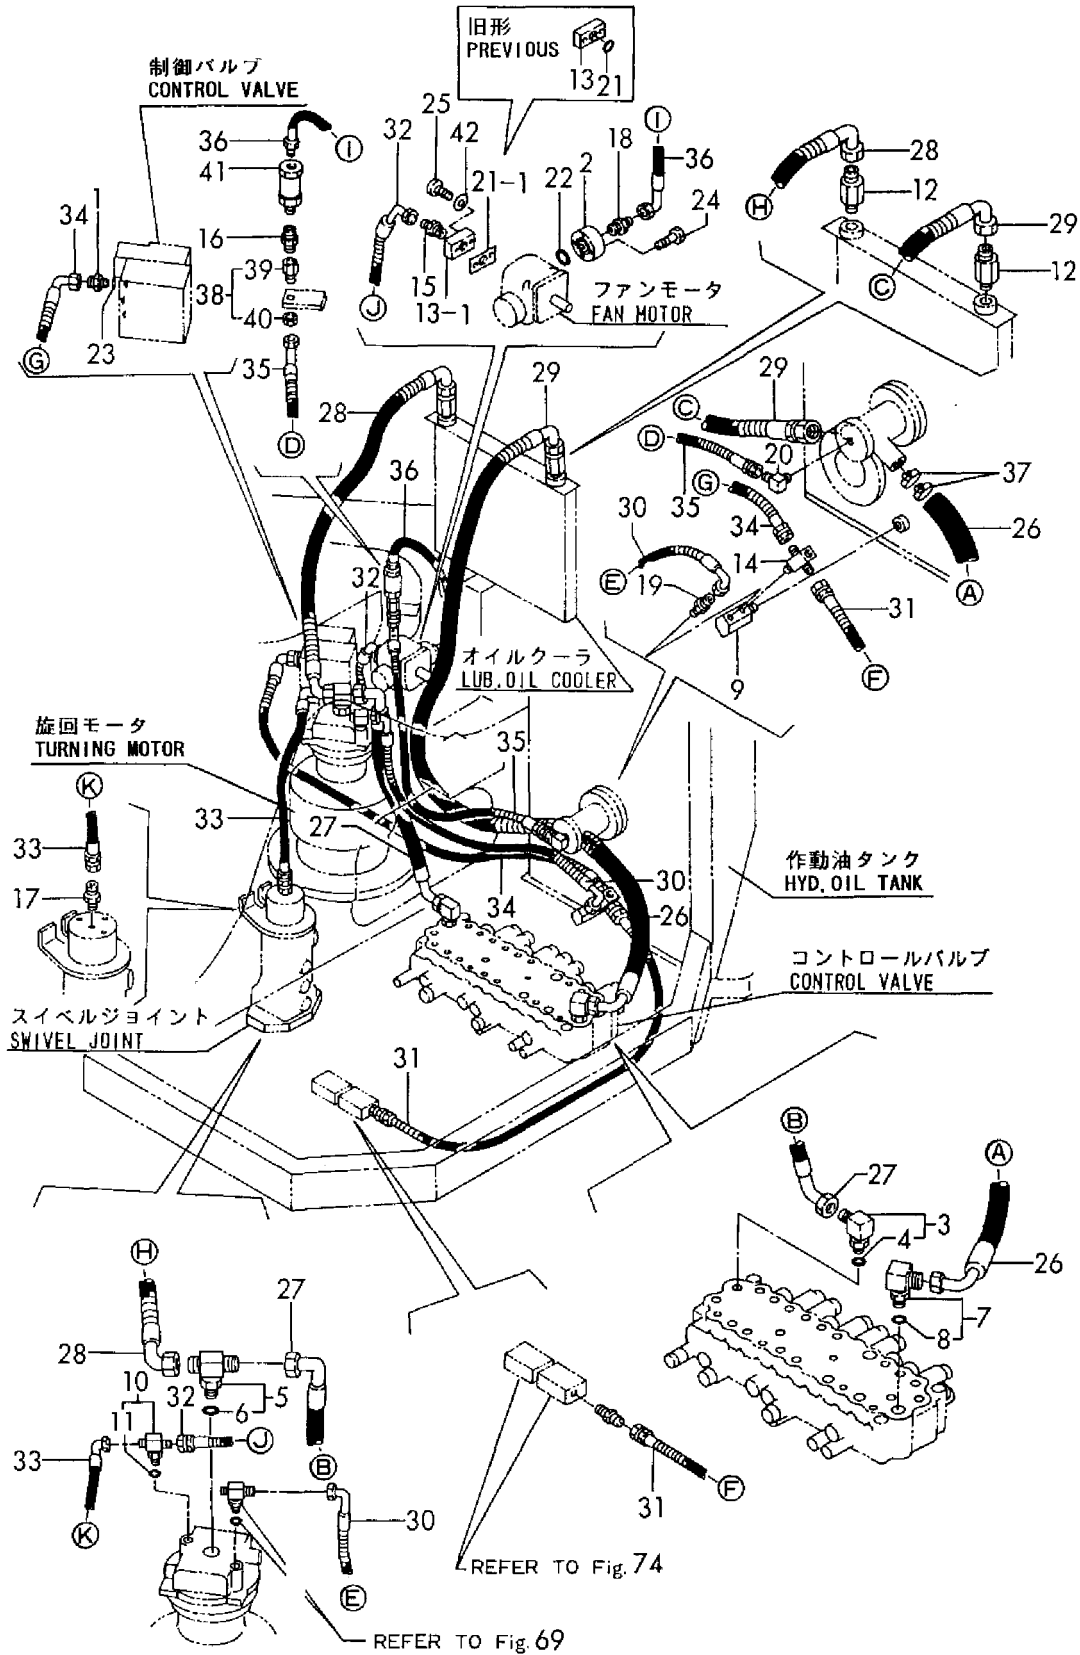 旧形
PREVIOUS
13 21
制御バルブ
CONTROL VALVE
36
I
41
34
1
16
39
38
40
23
G
35
D
25
32
42
21-1
22
2
18
I
36
24
15
13-1
J
ファンモータ
FAN MOTOR
28
12
H
29
12
C
28
29
36
32
C
29
D
20
35
G
34
37
26
30
14
E
19
A
31
9
F
オイルクーラ
LUB.OIL COOLER
旋回モータ
TURNING MOTOR
K
33
17
33
27
35
34
30
26
作動油タンク
HYD.OIL TANK
コントロールバルブ
CONTROL VALVE
スイベルジョイント
SWIVEL JOINT
31
B
A
27
3
4
26
7
8
H
27
28
10
5
6
11
32
J
33
B
K
30
E
31
F
REFER TO Fig. 74
REFER TO Fig. 69